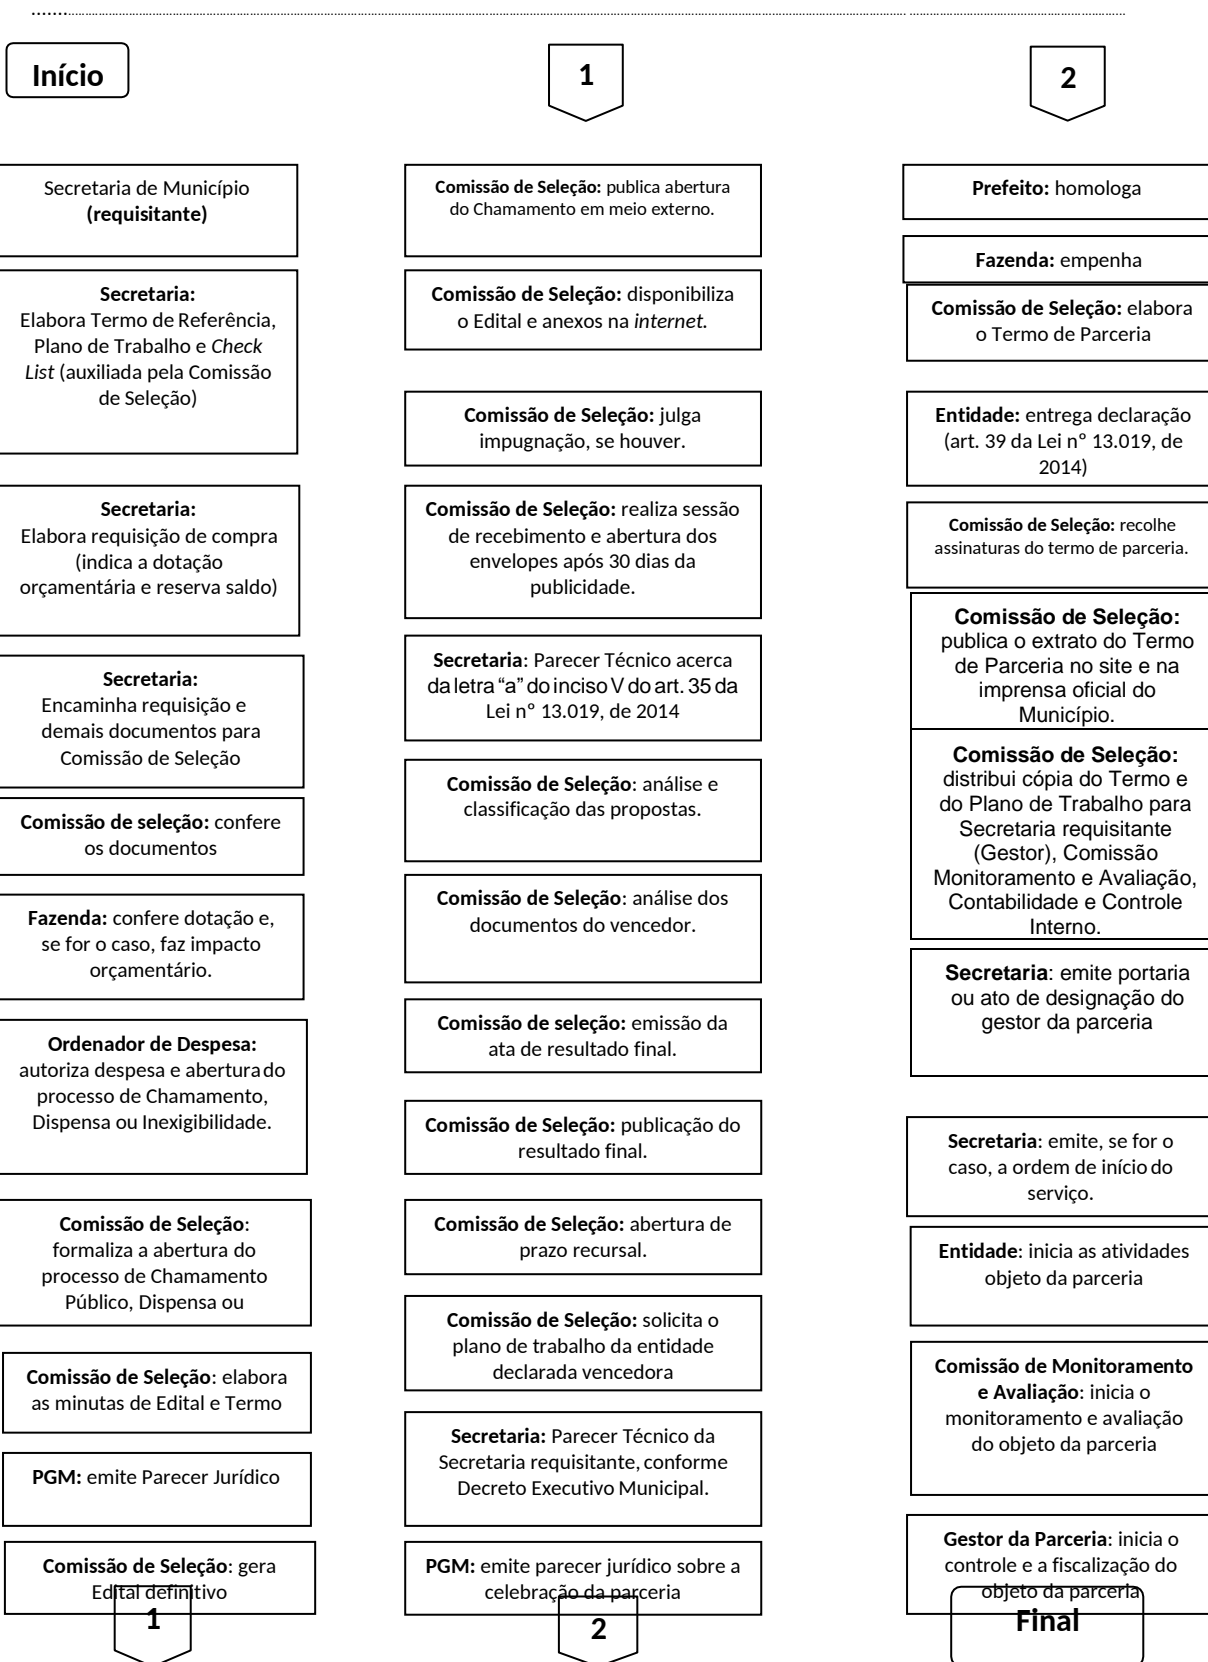 Início
Secretaria de Município
(requisitante)
Secretaria:
Elabora Termo de Referência,
Plano de Trabalho e Check
List (auxiliada pela Comissão
de Seleção)
Secretaria:
Elabora requisição de compra
(indica a dotação
orçamentária e reserva saldo)
Secretaria:
Encaminha requisição e
demais documentos para
Comissão de Seleção
Comissão de seleção: confere
os documentos
Fazenda: confere dotação e,
se for o caso, faz impacto
orçamentário.
Ordenador de Despesa:
autoriza despesa e abertura do
processo de Chamamento,
Dispensa ou Inexigibilidade.
Comissão de Seleção:
formaliza a abertura do
processo de Chamamento
Público, Dispensa ou
Comissão de Seleção: elabora
as minutas de Edital e Termo
PGM: emite Parecer Jurídico
Comissão de Seleção: gera
Edital definitivo
1
1
Comissão de Seleção: publica abertura
do Chamamento em meio externo.
Comissão de Seleção: disponibiliza
o Edital e anexos na internet.
Comissão de Seleção: julga
impugnação, se houver.
Comissão de Seleção: realiza sessão
de recebimento e abertura dos
envelopes após 30 dias da
publicidade.
Secretaria: Parecer Técnico acerca
da letra “a” do inciso V do art. 35 da
Lei nº 13.019, de 2014
Comissão de Seleção: análise e
classificação das propostas.
Comissão de Seleção: análise dos
documentos do vencedor.
Comissão de seleção: emissão da
ata de resultado final.
Comissão de Seleção: publicação do
resultado final.
Comissão de Seleção: abertura de
prazo recursal.
Comissão de Seleção: solicita o
plano de trabalho da entidade
declarada vencedora
Secretaria: Parecer Técnico da
Secretaria requisitante, conforme
Decreto Executivo Municipal.
PGM: emite parecer jurídico sobre a
celebração da parceria
2
2
Prefeito: homologa
Fazenda: empenha
Comissão de Seleção: elabora
o Termo de Parceria
Entidade: entrega declaração
(art. 39 da Lei nº 13.019, de
2014)
Comissão de Seleção: recolhe
assinaturas do termo de parceria.
Comissão de Seleção:
publica o extrato do Termo
de Parceria no site e na
imprensa oficial do
Município.
Comissão de Seleção:
distribui cópia do Termo e
do Plano de Trabalho para
Secretaria requisitante
(Gestor), Comissão
Monitoramento e Avaliação,
Contabilidade e Controle
Interno.
Secretaria: emite portaria
ou ato de designação do
gestor da parceria
Secretaria: emite, se for o
caso, a ordem de início do
serviço.
Entidade: inicia as atividades
objeto da parceria
Comissão de Monitoramento
e Avaliação: inicia o
monitoramento e avaliação
do objeto da parceria
Gestor da Parceria: inicia o
controle e a fiscalização do
objeto da parceria
Final